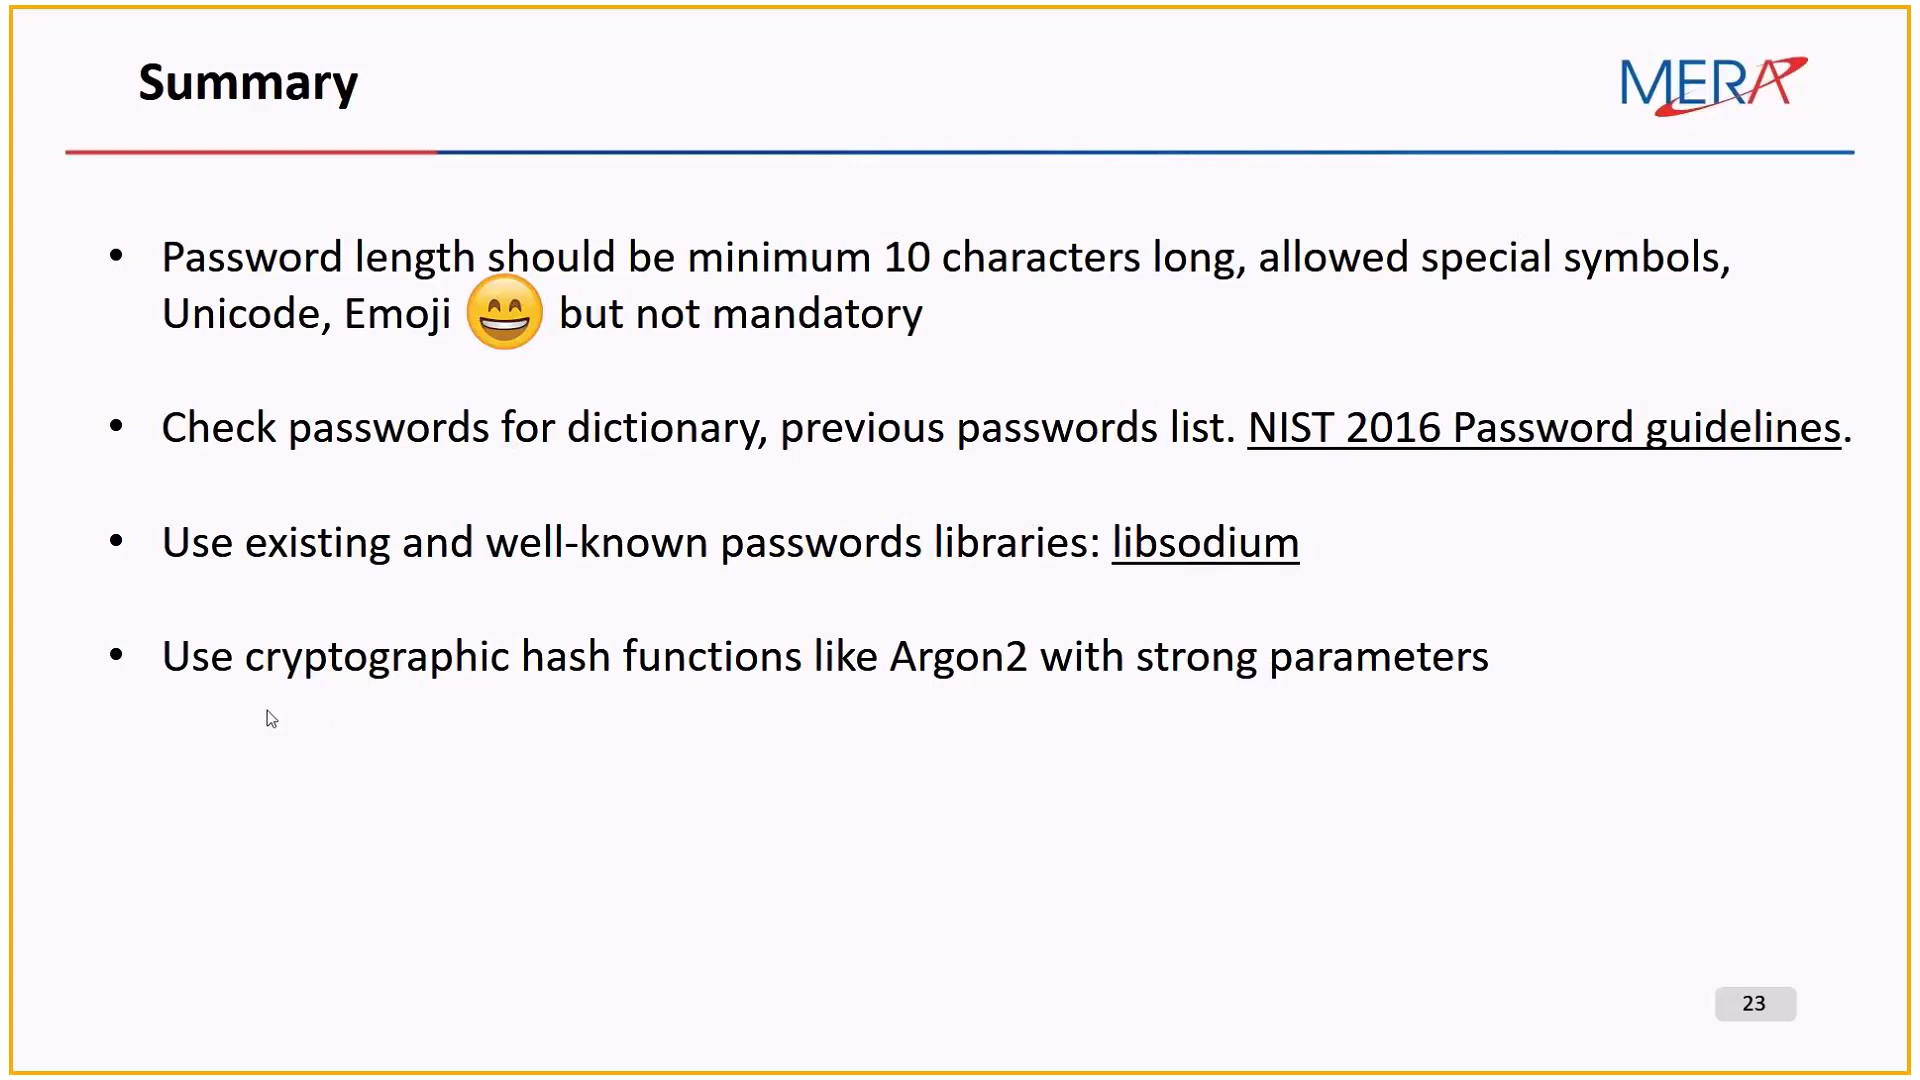 Summary
MERA
• Password length should be minimum 10 characters long, allowed special symbols,
Unicode, Emoji 😄 but not mandatory
• Check passwords for dictionary, previous passwords list. NIST 2016 Password guidelines.
• Use existing and well-known passwords libraries: libsodium
• Use cryptographic hash functions like Argon2 with strong parameters
23